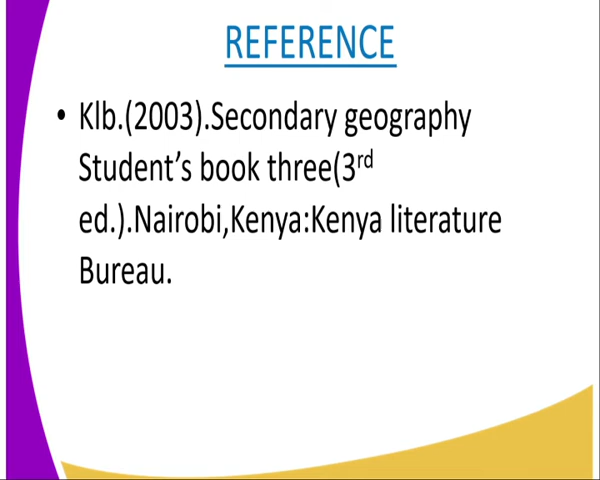 REFERENCE
• Klb.(2003).Secondary geography
Student’s book three(3rd
ed.).Nairobi,Kenya:Kenya literature
Bureau.